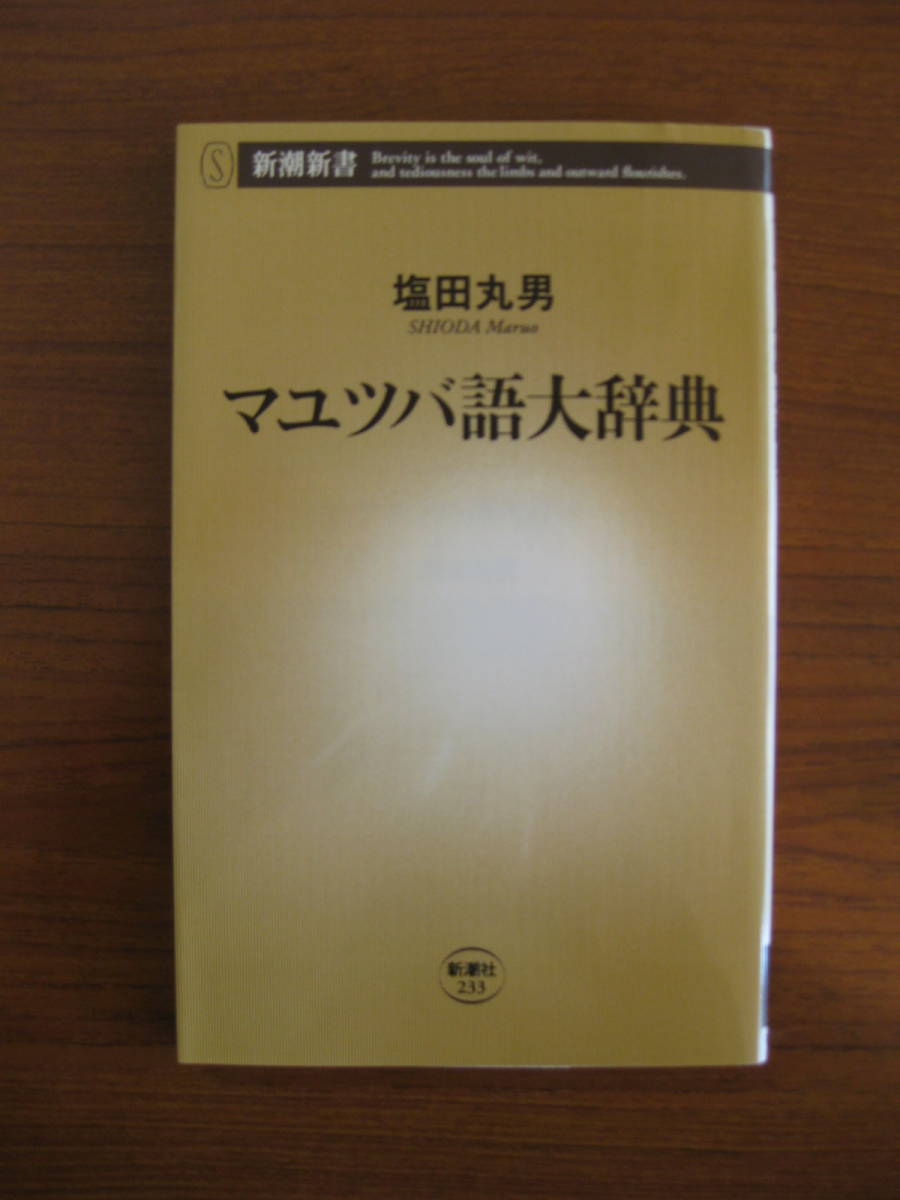 S
新潮新書
Brevity is the soul of wit,
and tediousness the limbs and outward flourishes.
塩田丸男
SHIODA Maruo
マユツバ語大辞典
新潮社
233